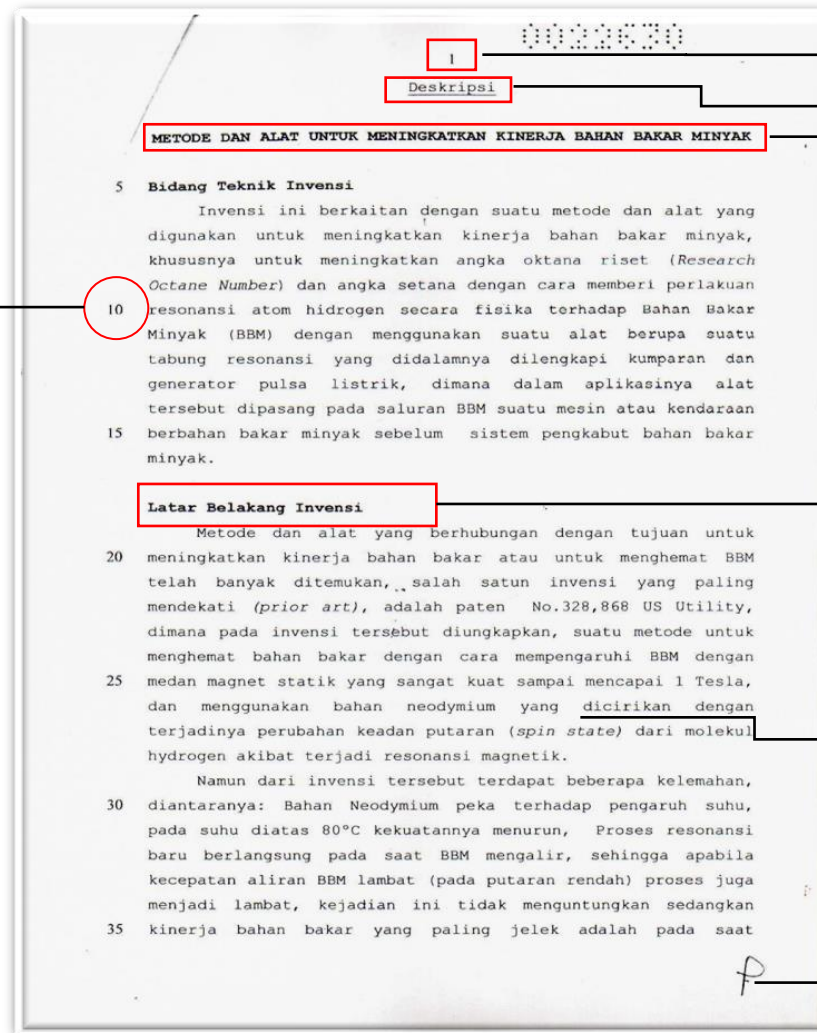 0022630
1
Deskripsi
METODE DAN ALAT UNTUK MENINGKATKAN KINERJA BAHAN BAKAR MINYAK
5 Bidang Teknik Invensi
Invensi ini berkaitan dengan suatu metode dan alat yang
digunakan untuk meningkatkan kinerja bahan bakar minyak,
khususnya untuk meningkatkan angka oktana riset (Research
Octane Number) dan angka setana dengan cara memberi perlakuan
10 resonansi atom hidrogen secara fisika terhadap Bahan Bakar
Minyak (BBM) dengan menggunakan suatu alat berupa suatu
tabung resonansi yang didalamnya dilengkapi kumparan dan
generator pulsa listrik, dimana dalam aplikasinya alat
tersebut dipasang pada saluran BBM suatu mesin atau kendaraan
15 berbahan bakar minyak sebelum sistem pengkabut bahan bakar
minyak.
Latar Belakang Invensi
Metode dan alat yang berhubungan dengan tujuan untuk
20 meningkatkan kinerja bahan bakar atau untuk menghemat BBM
telah banyak ditemukan, salah satun invensi yang paling
mendekati (prior art), adalah paten No.328,868 US Utility,
dimana pada invensi tersebut diungkapkan, suatu metode untuk
menghemat bahan bakar dengan cara mempengaruhi BBM dengan
25 medan magnet statik yang sangat kuat sampai mencapai 1 Tesla,
dan menggunakan bahan neodymium yang dicirikan dengan
terjadinya perubahan keadan putaran (spin state) dari molekul
hydrogen akibat terjadi resonansi magnetik.
Namun dari invensi tersebut terdapat beberapa kelemahan,
30 diantaranya: Bahan Neodymium peka terhadap pengaruh suhu,
pada suhu diatas 80°C kekuatannya menurun, Proses resonansi
baru berlangsung pada saat BBM mengalir, sehingga apabila
kecepatan aliran BBM lambat (pada putaran rendah) proses juga
menjadi lambat, kejadian ini tidak menguntungkan sedangkan
35 kinerja bahan bakar yang paling jelek adalah pada saat